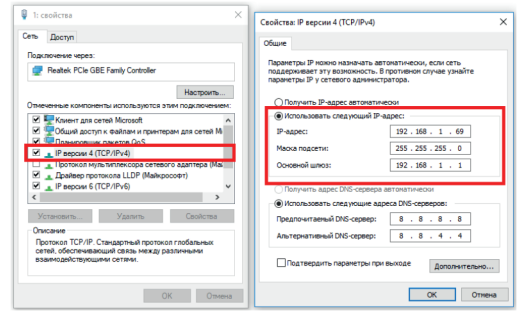 1: свойства
Сеть Доступ
Подключение через:
Realtek PCIe GBE Family Controller
Настроить...
Отмеченные компоненты используются этим подключением:
Клиент для сетей Microsoft
Общий доступ к файлам и принтерам для сетей Mi
Планировщик пакетов QoS
IP версии 4 (TCP/IPv4)
Протокол мультиплексора сетевого адаптера (Май
Драйвер протокола LLDP (Майкрософт)
IP версии 6 (TCP/IPv6)
Установить... Удалить Свойства
Описание
Протокол TCP/IP. Стандартный протокол глобальных
сетей, обеспечивающий связь между различными
взаимодействующими сетями.
OK Отмена
Свойства: IP версии 4 (TCP/IPv4)
Общие
Параметры IP можно назначать автоматически, если сеть
поддерживает эту возможность. В противном случае узнайте
параметры IP у сетевого администратора.
Получить IP-адрес автоматически
Использовать следующий IP-адрес:
IP-адрес: 192 . 168 . 1 . 69
Маска подсети: 255 . 255 . 255 . 0
Основной шлюз: 192 . 168 . 1 . 1
Получить адрес DNS-сервера автоматически
Использовать следующие адреса DNS-серверов:
Предпочитаемый DNS-сервер: 8 . 8 . 8 . 8
Альтернативный DNS-сервер: 8 . 8 . 4 . 4
Подтвердить параметры при выходе
Дополнительно...
OK Отмена